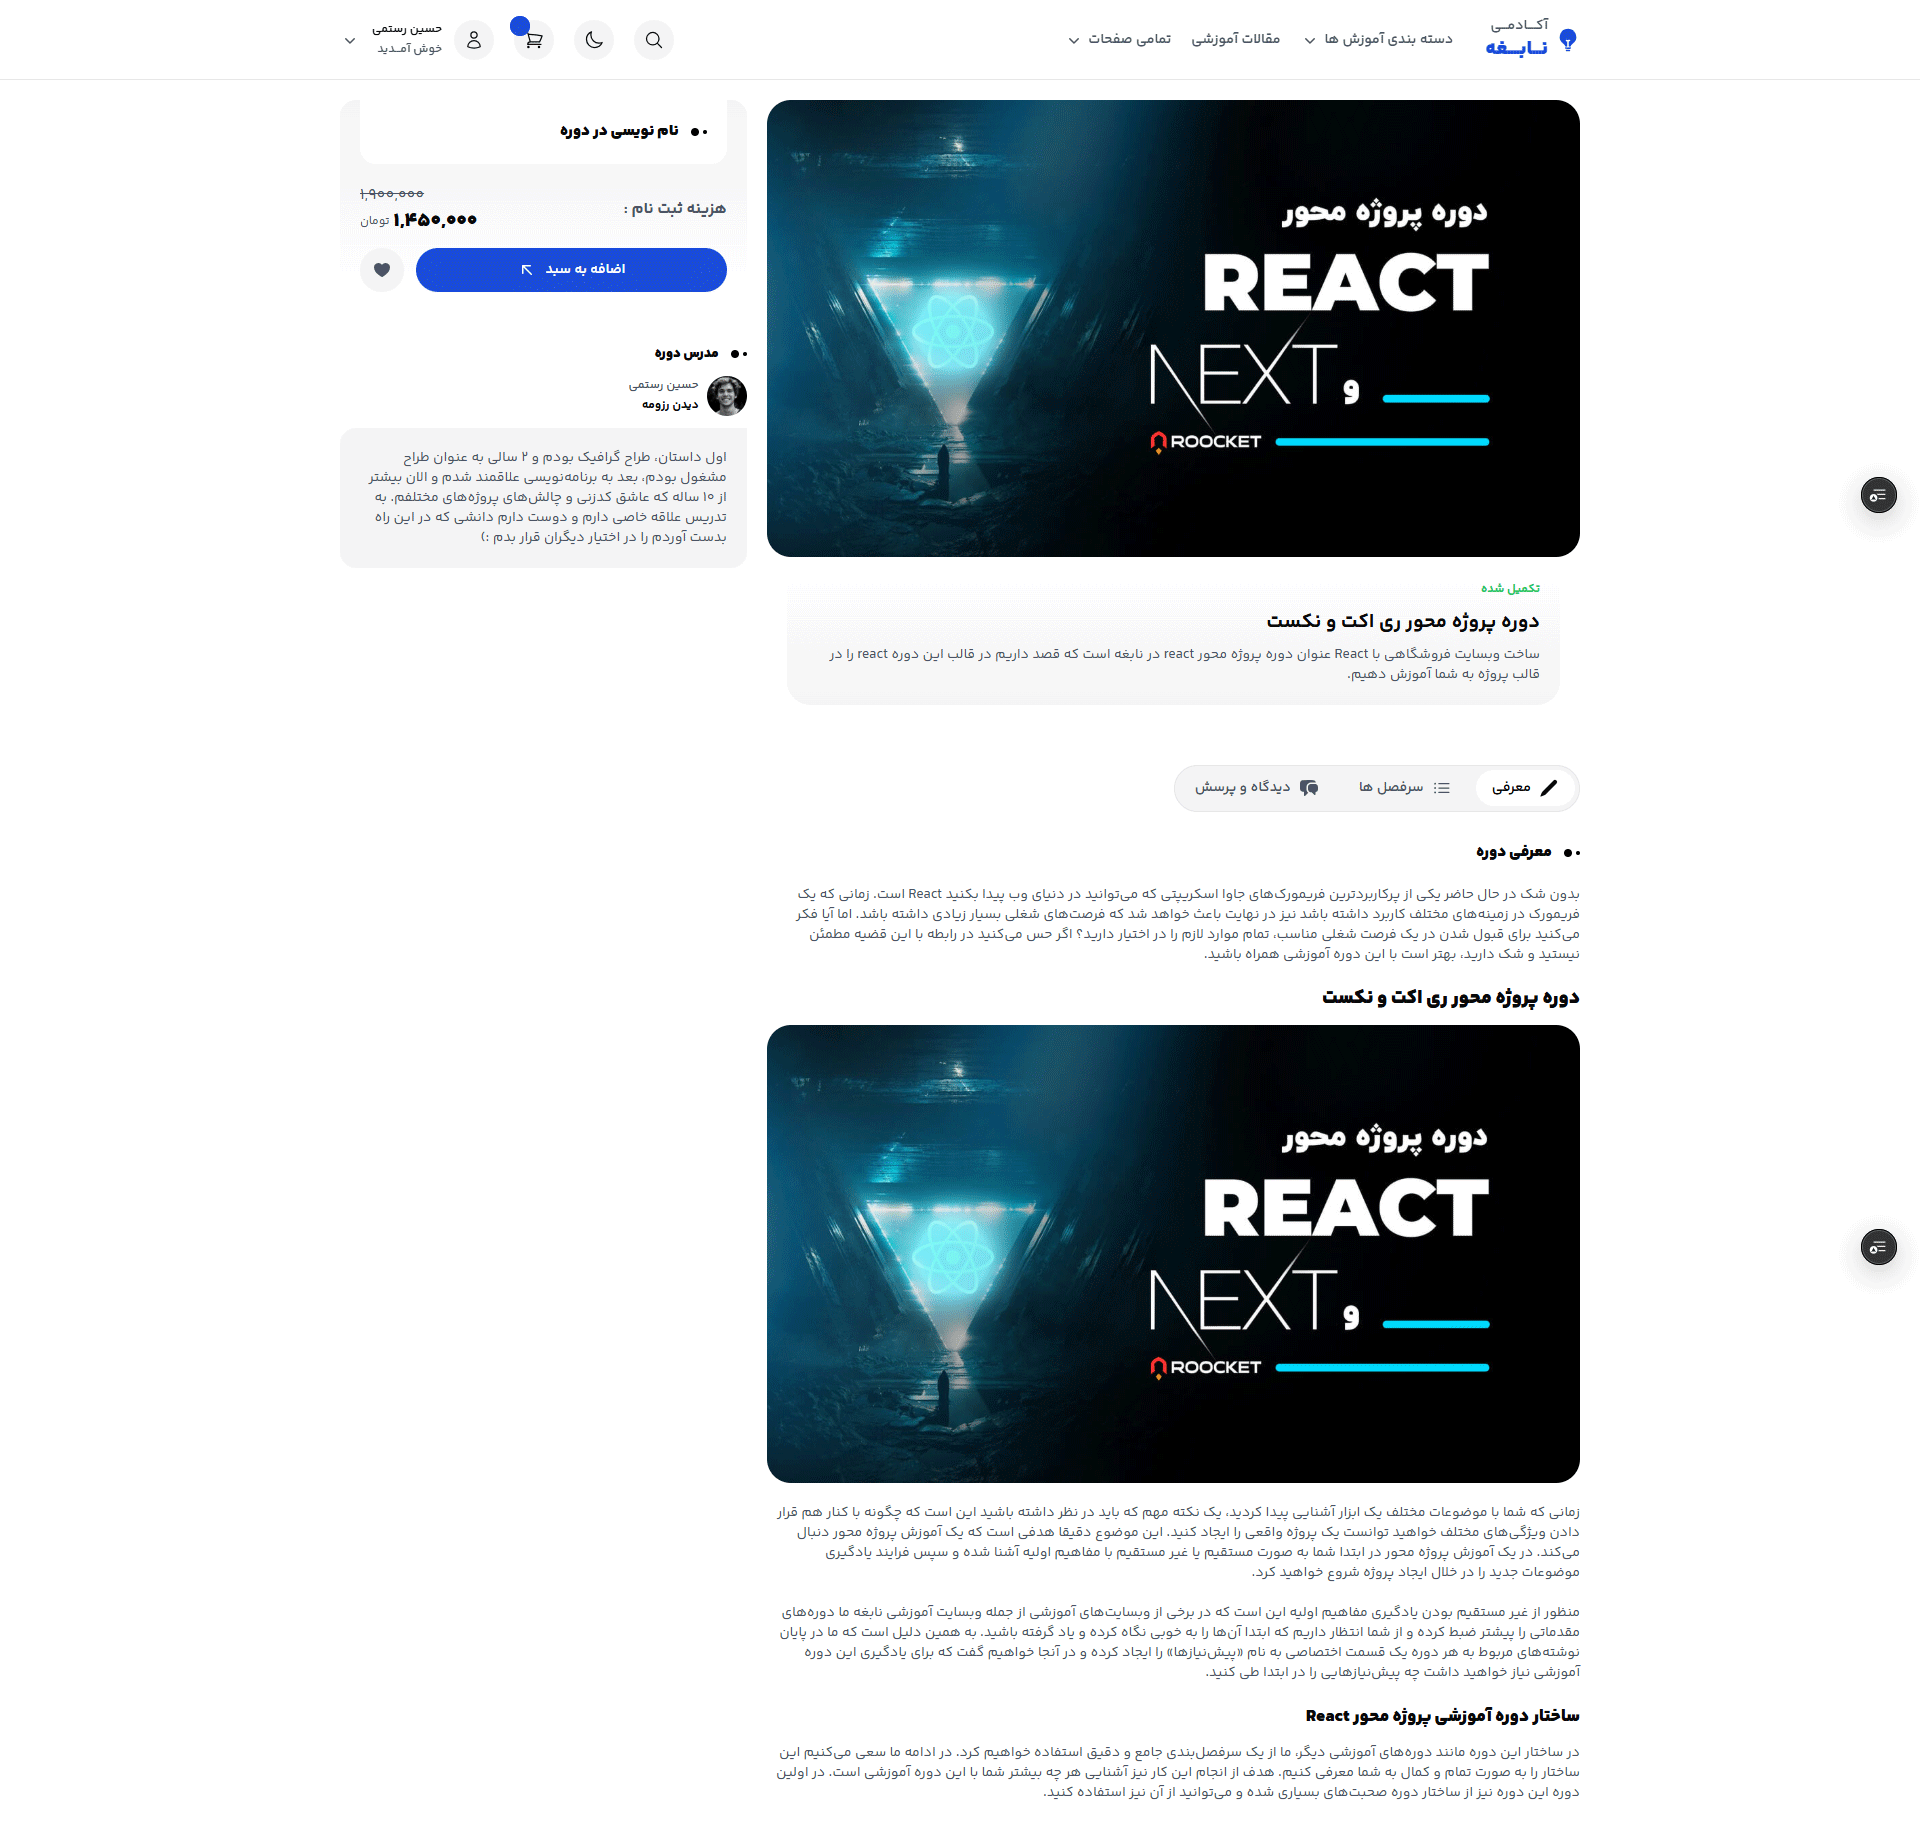 آکـــادمـــی
نـــابـــغه
دسته بندی آموزش ها
مقالات آموزشی
تمامی صفحات
حسین رستمی
خوش آمـــدید
دوره پروژه محور
REACT
و NEXT
ROOCKET
نام نویسی در دوره
هزینه ثبت نام :
۱,۹۰۰,۰۰۰
۱,۴۵۰,۰۰۰ تومان
اضافه به سبد
مدرس دوره
حسین رستمی
دیدن رزومه
اول داستان، طراح گرافیک بودم و ۲ سالی به عنوان طراح
مشغول بودم، بعد به برنامه‌نویسی علاقمند شدم و الان بیشتر
از ۱۰ ساله که عاشق کدزنی و چالش‌های پروژه‌های مختلفم. به
تدریس علاقه خاصی دارم و دوست دارم دانشی که در این راه
بدست آوردم را در اختیار دیگران قرار بدم :)
تکمیل شده
دوره پروژه محور ری اکت و نکست
ساخت وبسایت فروشگاهی با React عنوان دوره پروژه محور react در نابغه است که قصد داریم در قالب این دوره react را در
قالب پروژه به شما آموزش دهیم.
معرفی
سرفصل ها
دیدگاه و پرسش
معرفی دوره
بدون شک در حال حاضر یکی از پرکاربردترین فریمورک‌های جاوا اسکریپتی که می‌توانید در دنیای وب پیدا بکنید React است. زمانی که یک
فریمورک در زمینه‌های مختلف کاربرد داشته باشد نیز در نهایت باعث خواهد شد که فرصت‌های شغلی بسیار زیادی داشته باشد. اما آیا فکر
می‌کنید برای قبول شدن در یک فرصت شغلی مناسب، تمام موارد لازم را در اختیار دارید؟ اگر حس می‌کنید در رابطه با این قضیه مطمئن
نیستید و شک دارید، بهتر است با این دوره آموزشی همراه باشید.
دوره پروژه محور ری اکت و نکست
دوره پروژه محور
REACT
و NEXT
ROOCKET
زمانی که شما با موضوعات مختلف یک ابزار آشنایی پیدا کردید، یک نکته مهم که باید در نظر داشته باشید این است که چگونه با کنار هم قرار
دادن ویژگی‌های مختلف خواهید توانست یک پروژه واقعی را ایجاد کنید. این موضوع دقیقا هدفی است که یک آموزش پروژه محور دنبال
می‌کند. در یک آموزش پروژه محور در ابتدا شما به صورت مستقیم یا غیر مستقیم با مفاهیم اولیه آشنا شده و سپس فرایند یادگیری
موضوعات جدید را در خلال ایجاد پروژه شروع خواهید کرد.
منظور از غیر مستقیم بودن یادگیری مفاهیم اولیه این است که در برخی از وبسایت‌های آموزشی از جمله وبسایت آموزشی نابغه ما دوره‌های
مقدماتی را پیشتر ضبط کرده و از شما انتظار داریم که ابتدا آن‌ها را به خوبی نگاه کرده و یاد گرفته باشید. به همین دلیل است که ما در پایان
نوشته‌های مربوط به هر دوره یک قسمت اختصاصی به نام «پیش‌نیازها» را ایجاد کرده و در آنجا خواهیم گفت که برای یادگیری این دوره
آموزشی نیاز خواهید داشت چه پیش‌نیازهایی را در ابتدا طی کنید.
ساختار دوره آموزشی پروژه محور React
در ساختار این دوره مانند دوره‌های آموزشی دیگر، ما از یک سرفصل‌بندی جامع و دقیق استفاده خواهیم کرد. در ادامه ما سعی می‌کنیم این
ساختار را به صورت تمام و کمال به شما معرفی کنیم. هدف از انجام این کار نیز آشنایی هر چه بیشتر شما با این دوره آموزشی است. در اولین
دوره این دوره نیز از ساختار دوره صحبت‌های بسیاری شده و می‌توانید از آن نیز استفاده کنید.